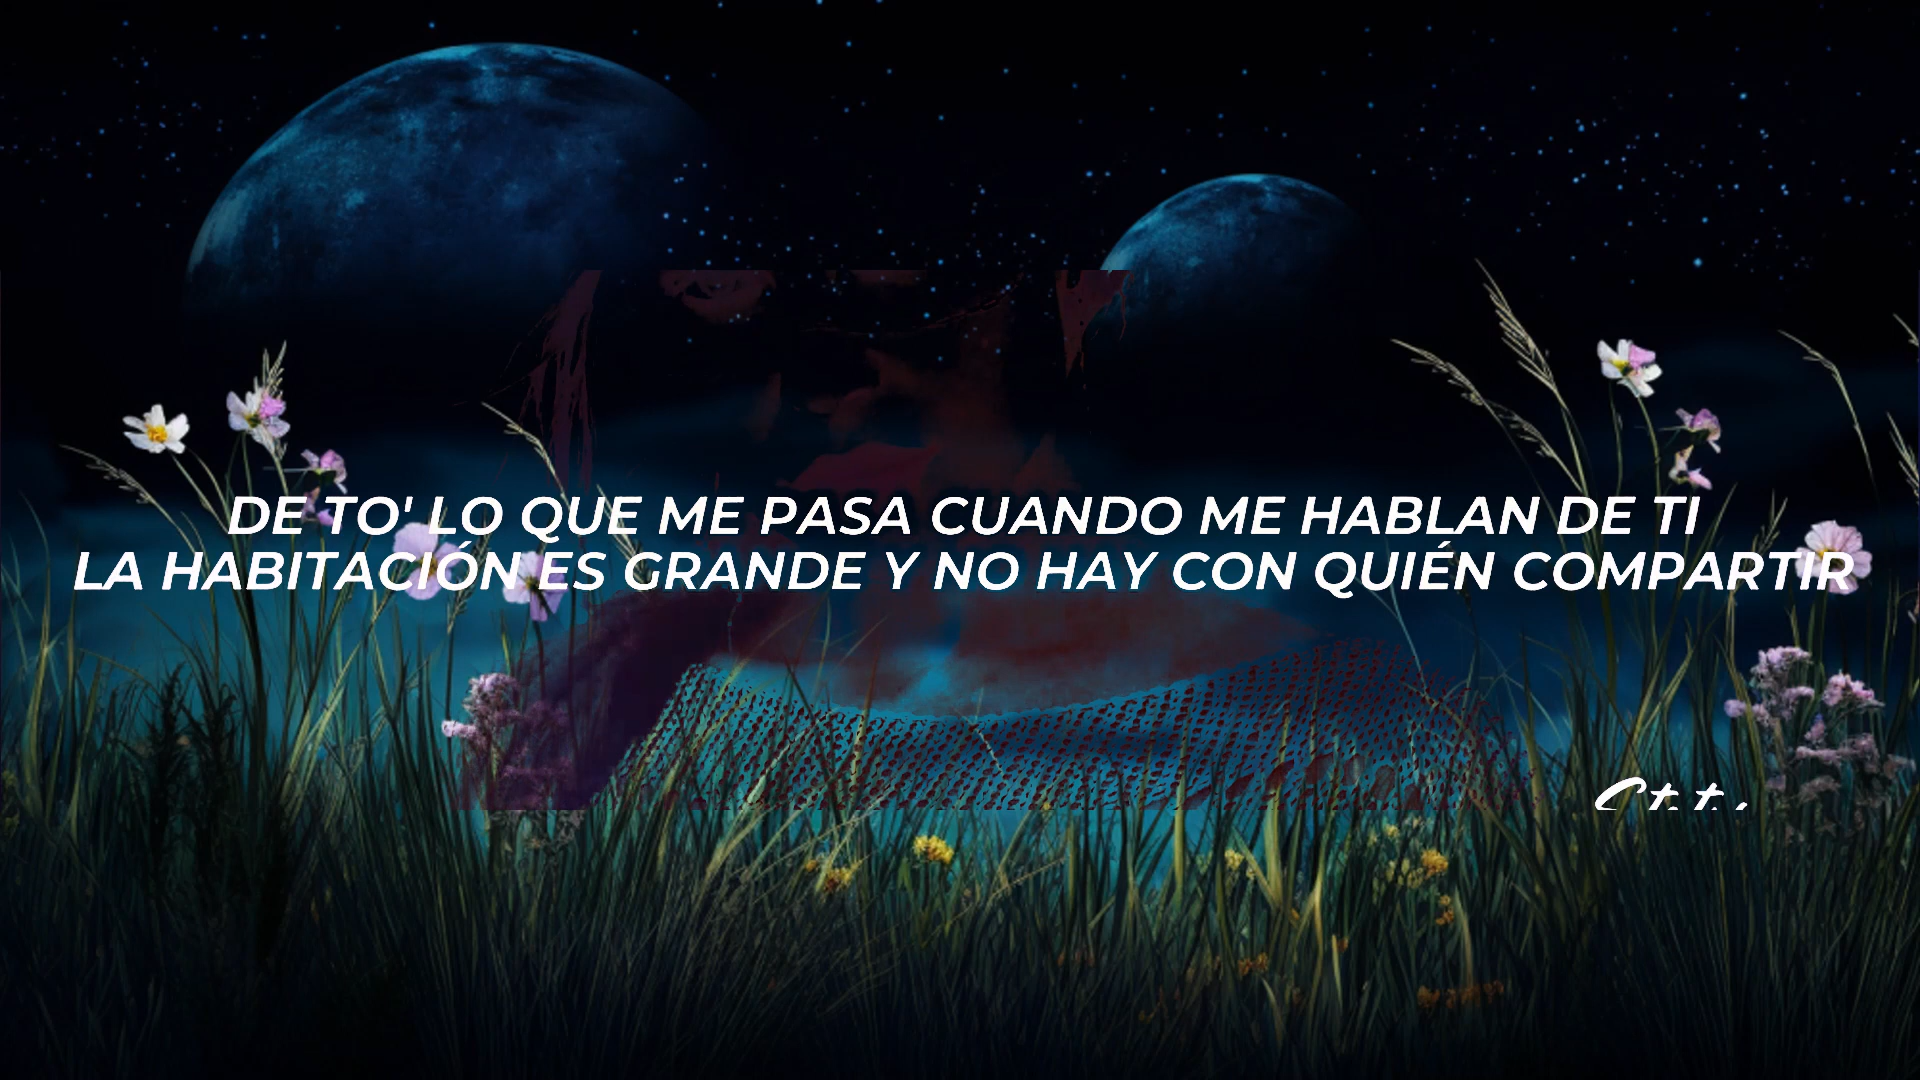 DE TO' LO QUE ME PASA CUANDO ME HABLAN DE TI
LA HABITACIÓN ES GRANDE Y NO HAY CON QUIÉN COMPARTIR